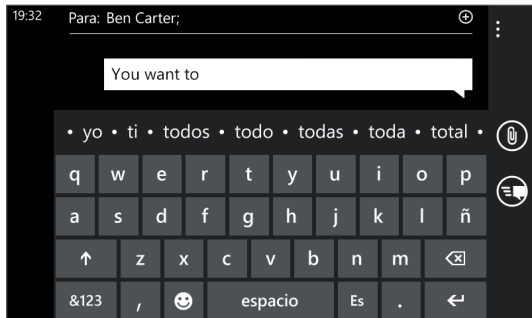 19:32
Para: Ben Carter;
You want to
• yo • ti • todos • todo • todas • toda • total •
q w e r t y u i o p
a s d f g h j k l ñ
z x c v b n m
&123 , espacio Es .